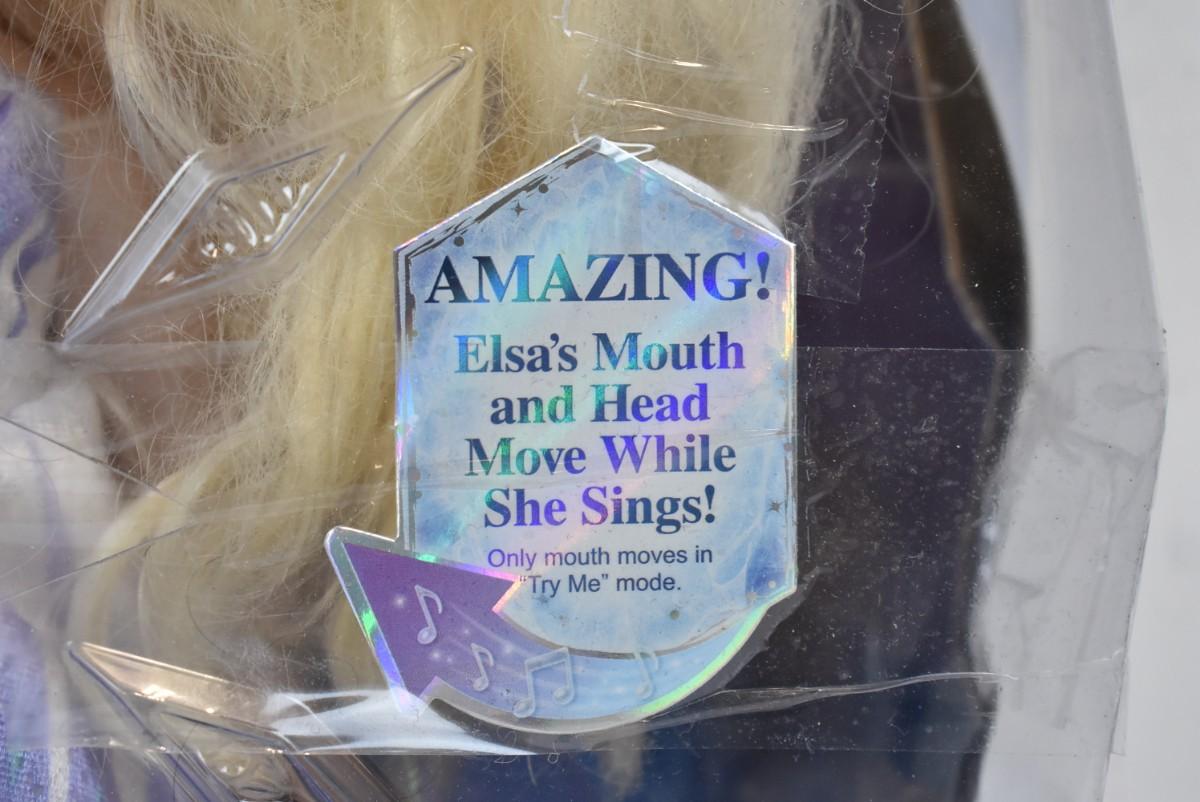 AMAZING!
Elsa's Mouth
and Head
Move While
She Sings!
Only mouth moves in
“Try Me” mode.